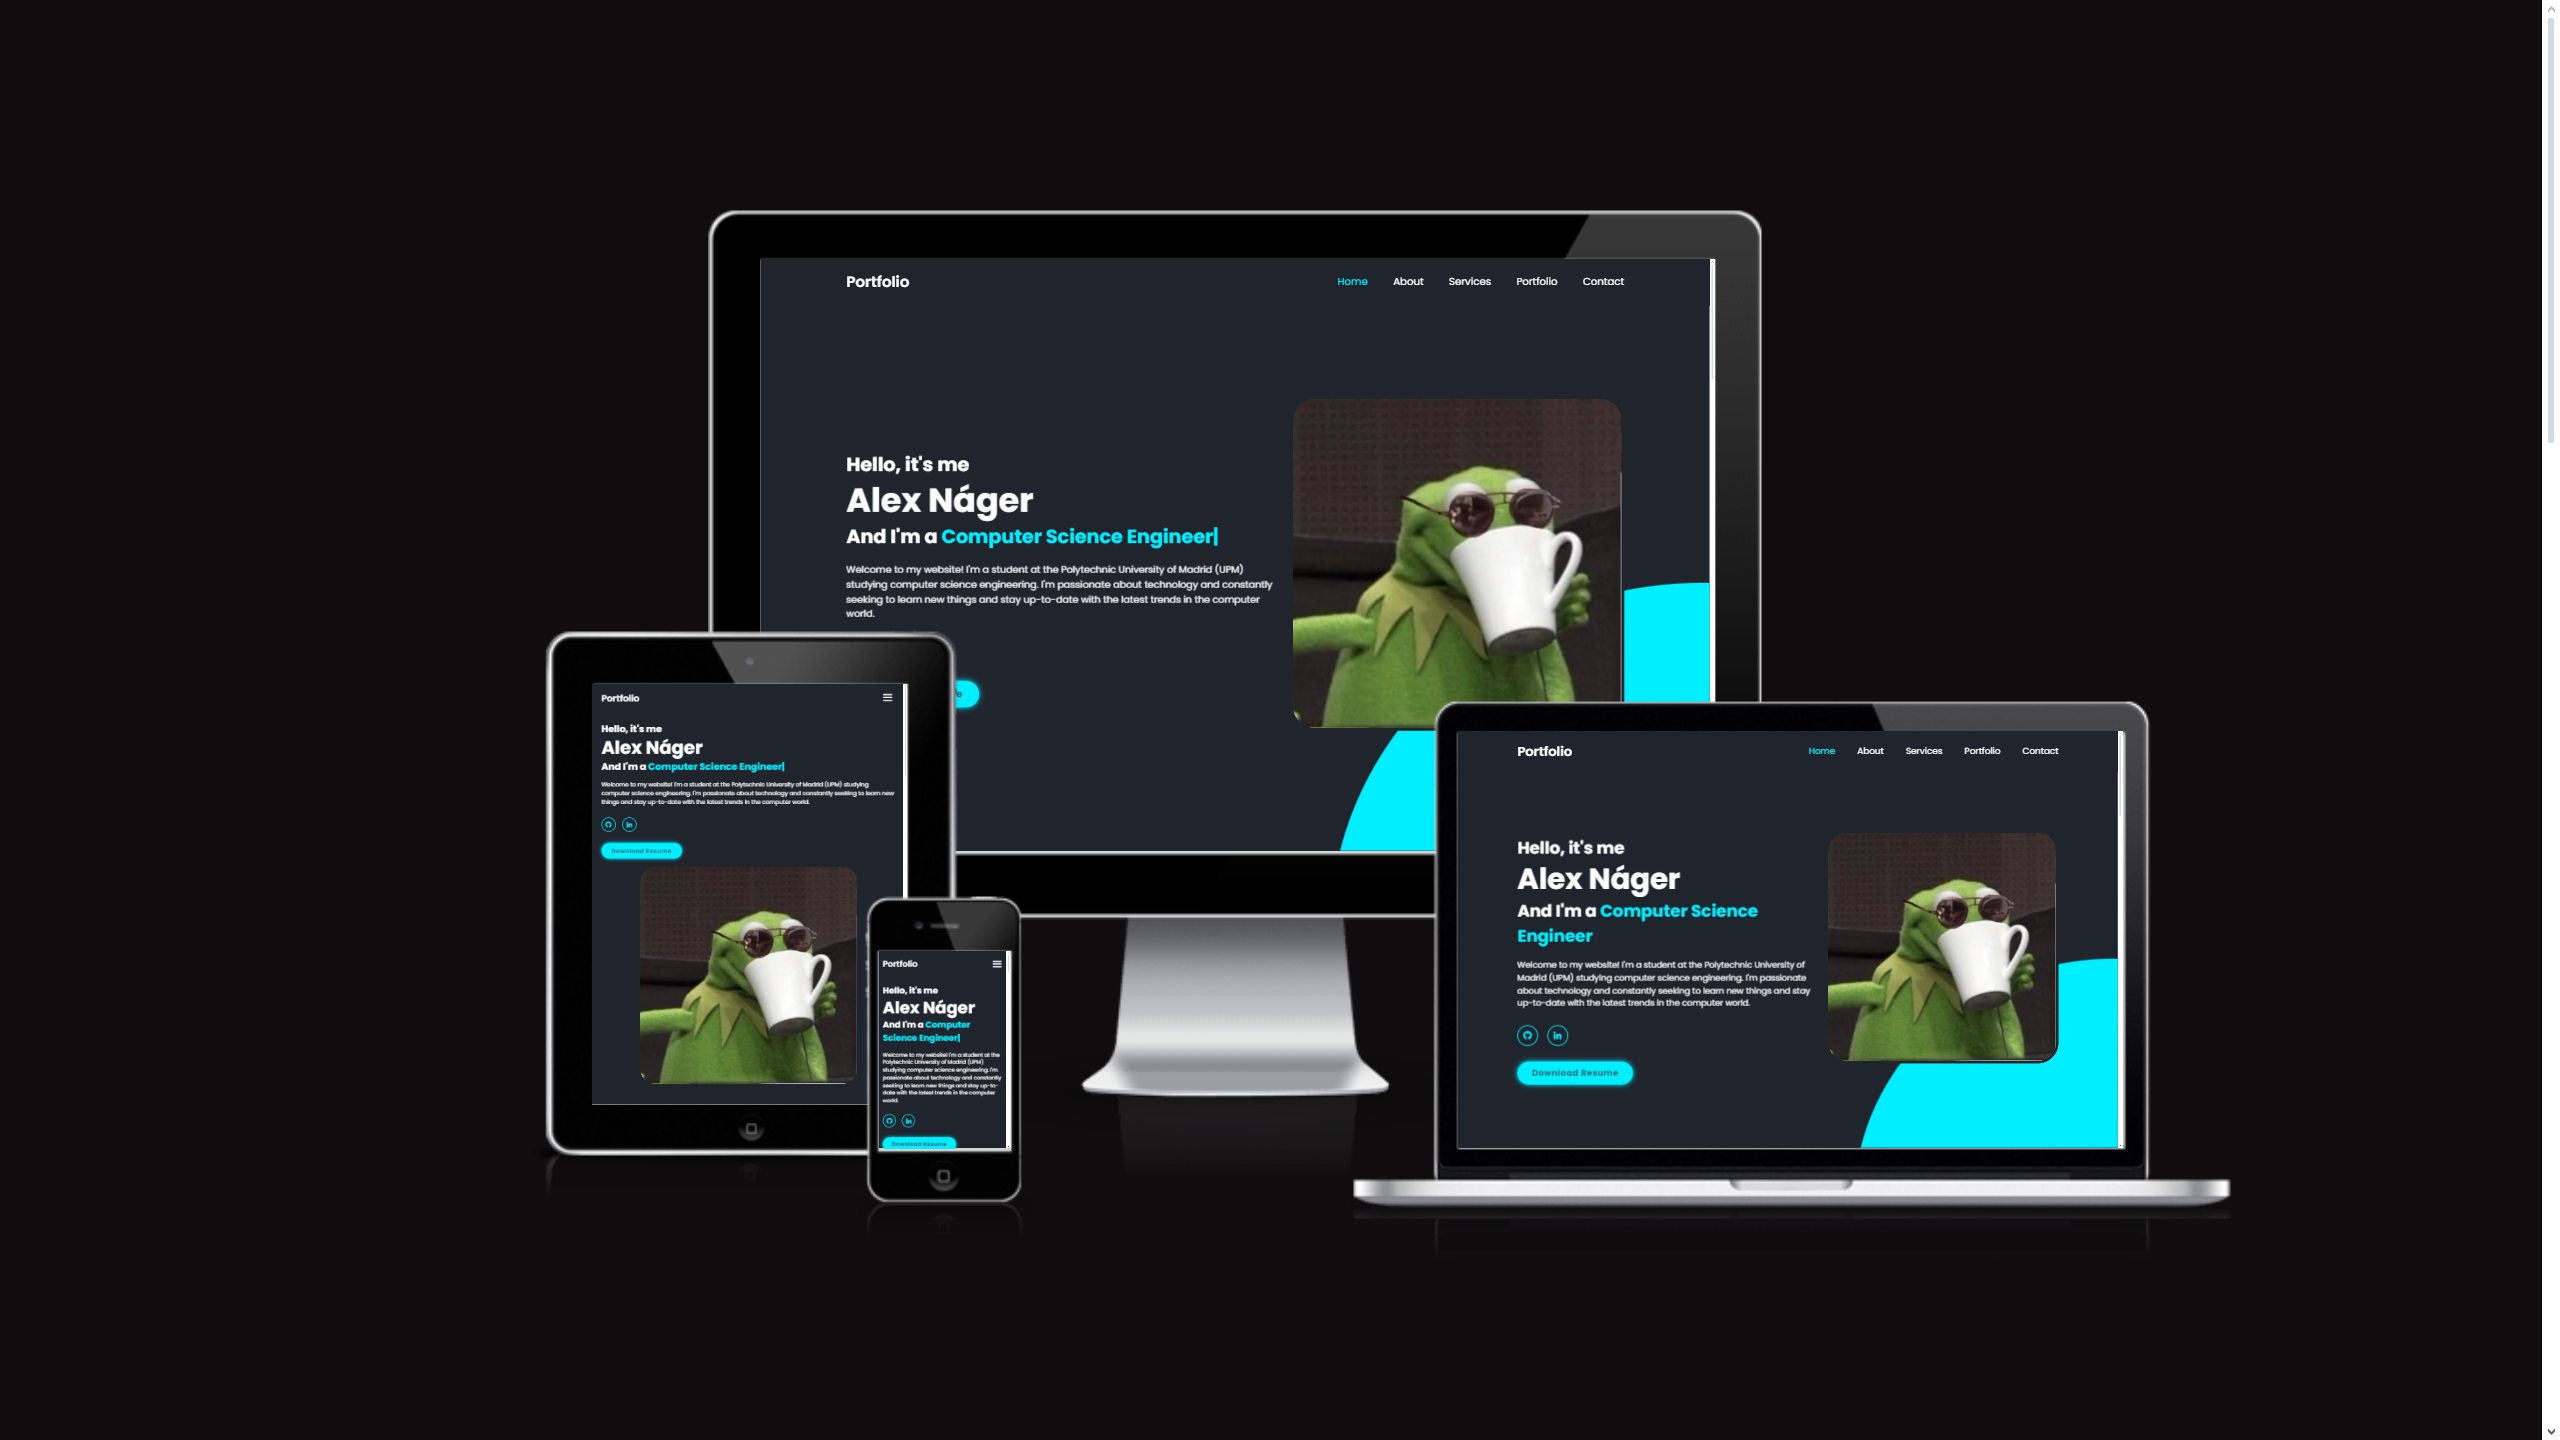 Portfolio
Home About Services Portfolio Contact
Hello, it's me
Alex Náger
And I'm a Computer Science Engineer|
Welcome to my website! I'm a student at the Polytechnic University of Madrid (UPM)
studying computer science engineering. I'm passionate about technology and constantly
seeking to learn new things and stay up-to-date with the latest trends in the computer
world.
Portfolio
Hello, it's me
Alex Náger
And I'm a Computer Science Engineer|
Welcome to my website! I'm a student at the Polytechnic University of Madrid (UPM) studying
computer science engineering. I'm passionate about technology and constantly seeking to learn new
things and stay up-to-date with the latest trends in the computer world.
in
Download Resume
Portfolio
Hello, it's me
Alex Náger
And I'm a Computer
Science Engineer|
Welcome to my website! I'm a student at the
Polytechnic University of Madrid (UPM)
studying computer science engineering. I'm
passionate about technology and constantly
seeking to learn new things and stay up-to-
date with the latest trends in the computer
world.
in
Download Resume
Portfolio
Home About Services Portfolio Contact
Hello, it's me
Alex Náger
And I'm a Computer Science
Engineer
Welcome to my website! I'm a student at the Polytechnic University of
Madrid (UPM) studying computer science engineering. I'm passionate
about technology and constantly seeking to learn new things and stay
up-to-date with the latest trends in the computer world.
in
Download Resume